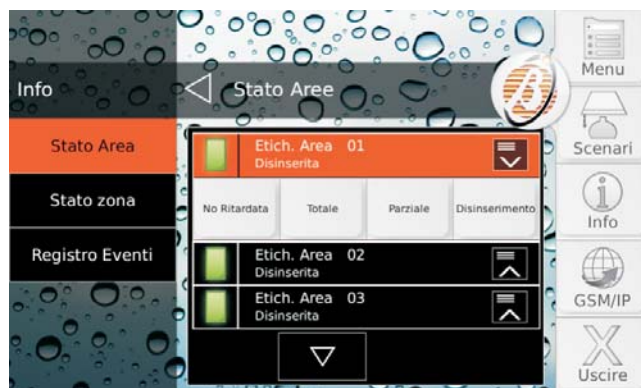 Info
Stato Aree
Stato Area
Stato zona
Registro Eventi
Etich. Area 01
Disinserita
No Ritardata
Totale
Parziale
Disinserimento
Etich. Area 02
Disinserita
Etich. Area 03
Disinserita
Menu
Scenari
Info
GSM/IP
Uscire